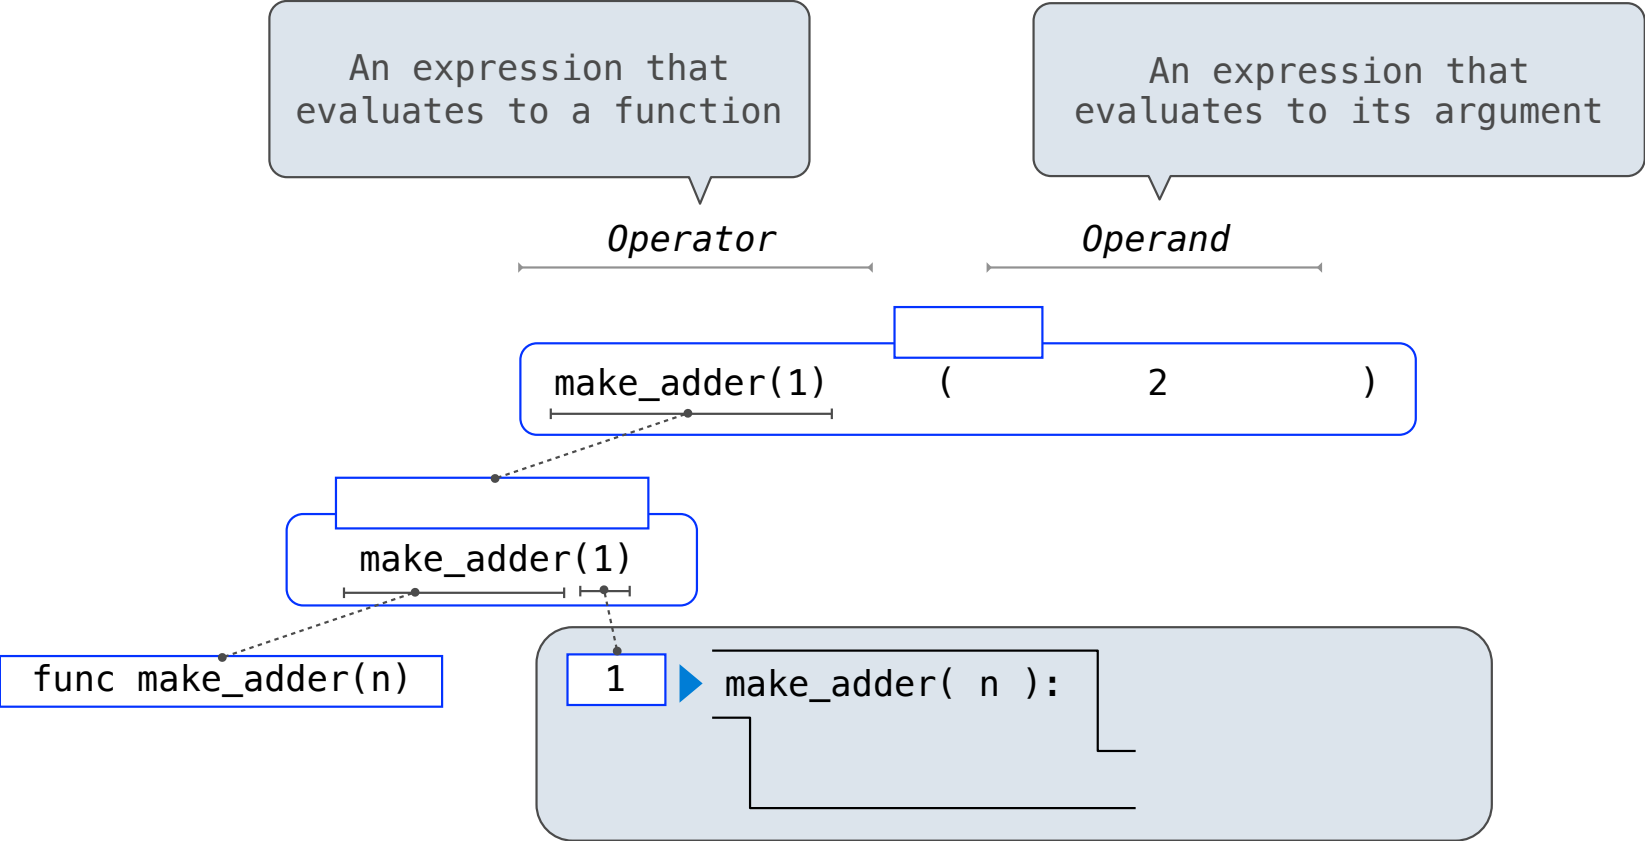 An expression that
evaluates to a function
An expression that
evaluates to its argument
Operator
Operand
make_adder(1) ( 2 )
make_adder(1)
func make_adder(n)
1
make_adder( n ):